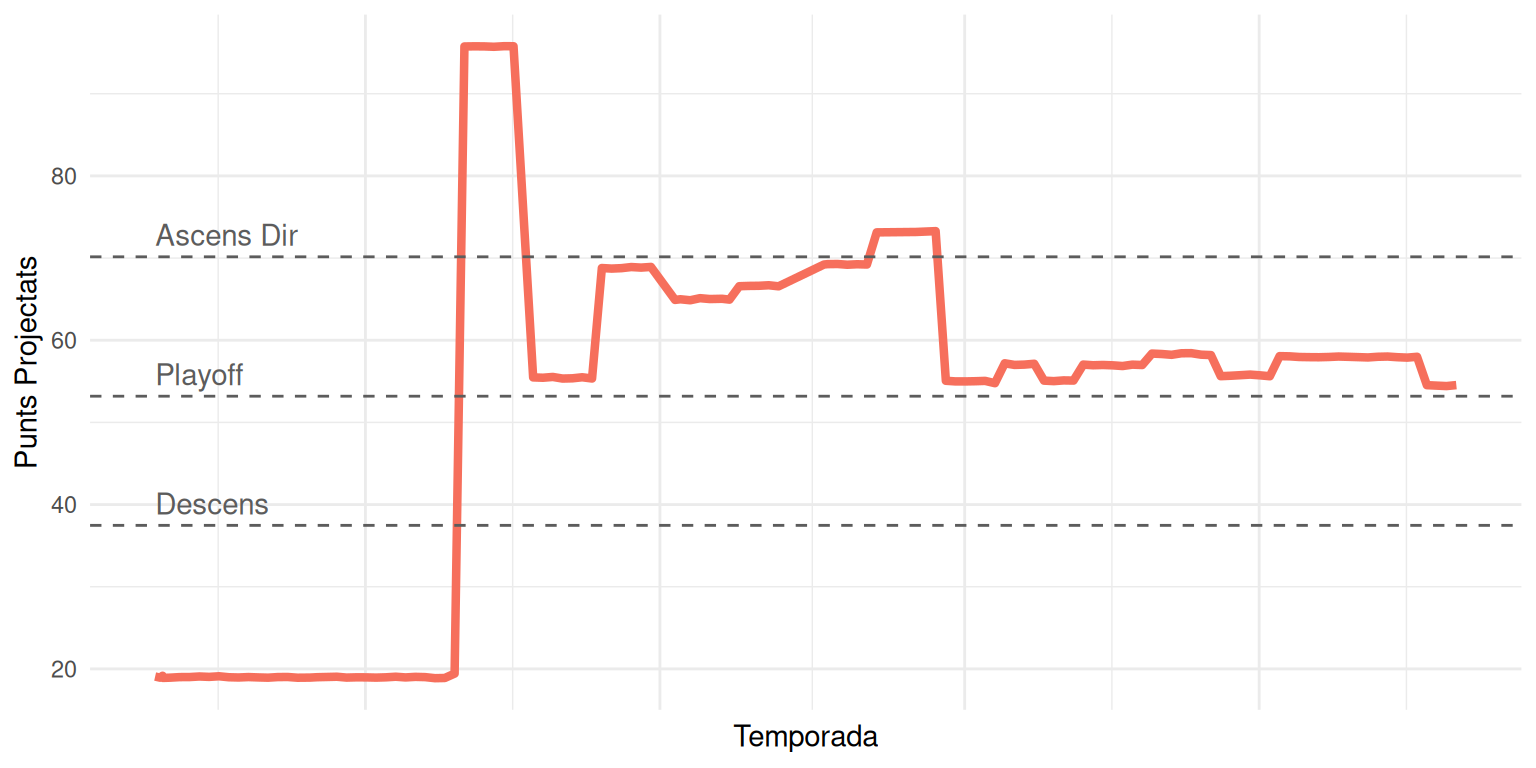 Punts Projectats
80
60
40
20
Ascens Dir
Playoff
Descens
Temporada